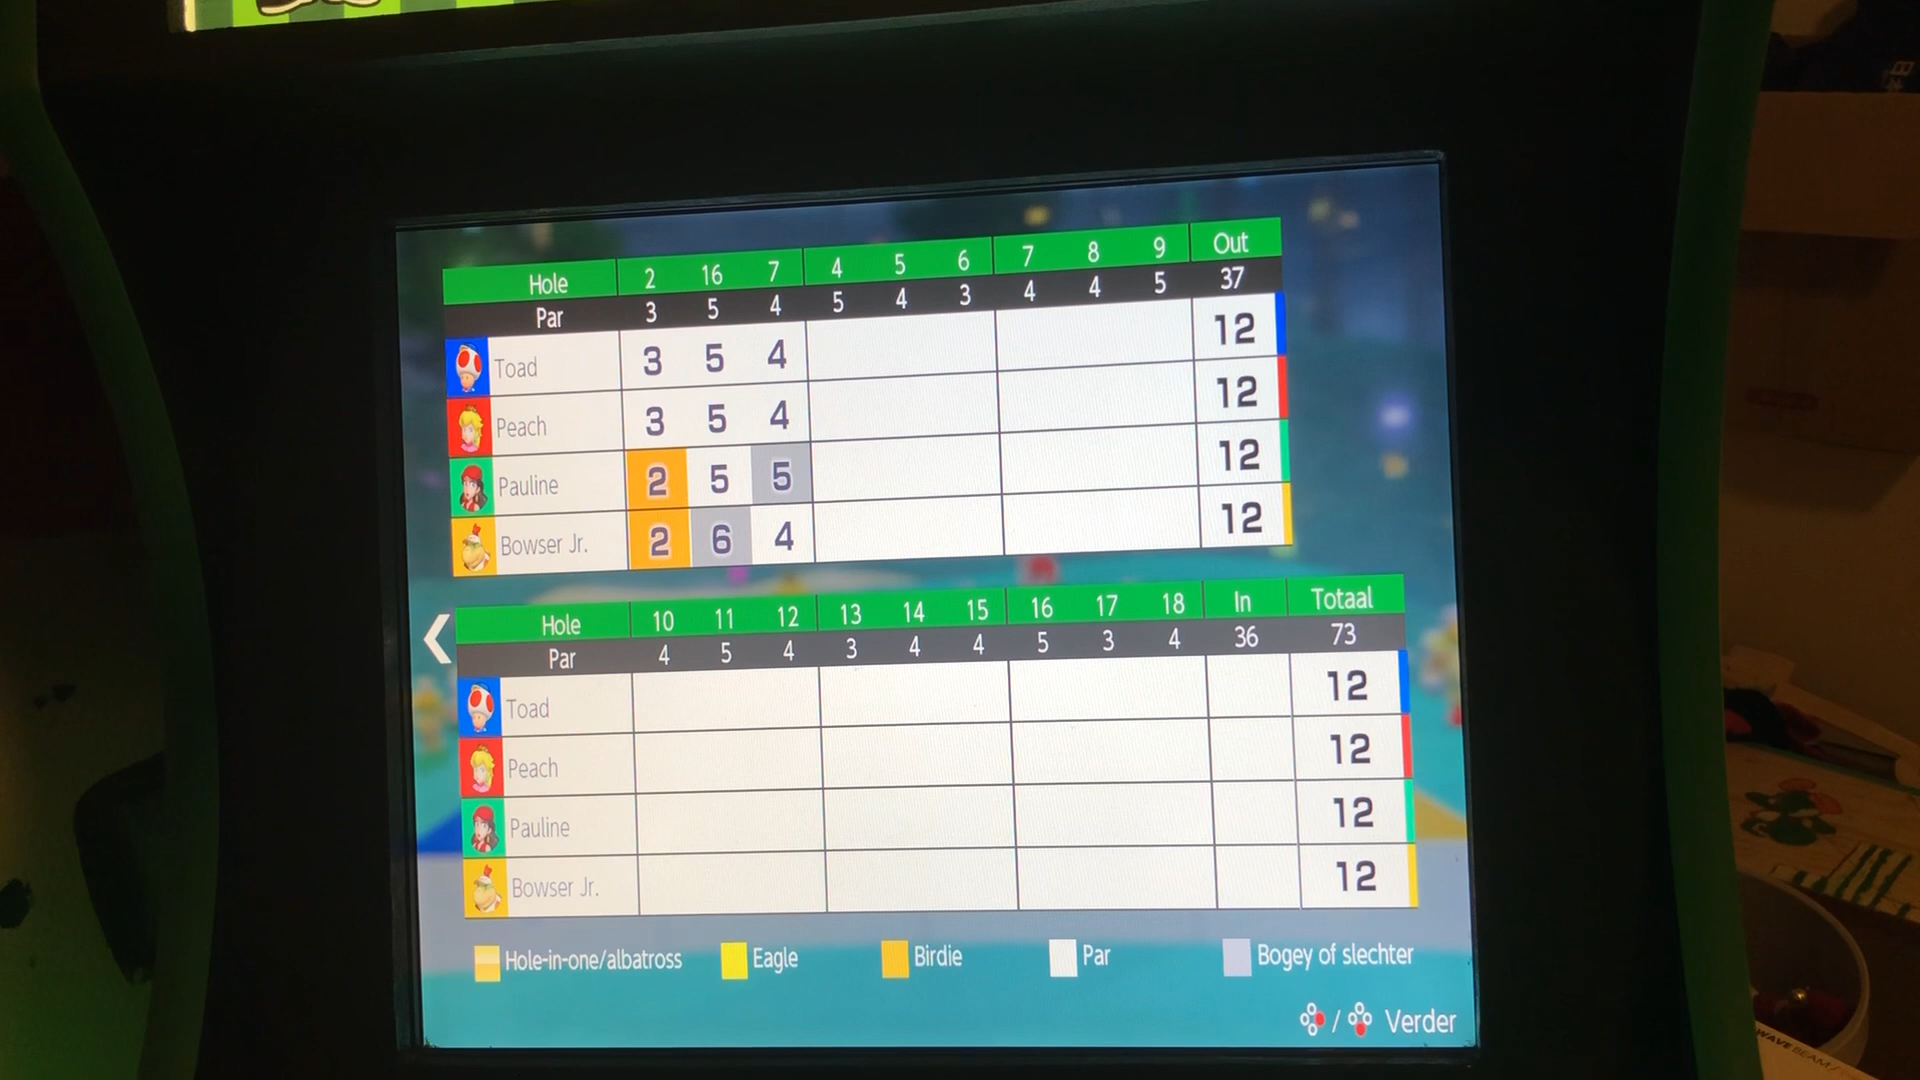 Hole 2 16 7 4 5 6 7 8 9 Out
Par 3 5 4 5 4 3 4 4 5 37
Toad 3 5 4 12
Peach 3 5 4 12
Pauline 2 5 5 12
Bowser Jr. 2 6 4 12
Hole 10 11 12 13 14 15 16 17 18 In Totaal
Par 4 5 4 3 4 4 5 3 4 36 73
Toad 12
Peach 12
Pauline 12
Bowser Jr. 12
Hole-in-one/albatross Eagle Birdie Par Bogey of slechter
/ Verder
WAVE BEAM